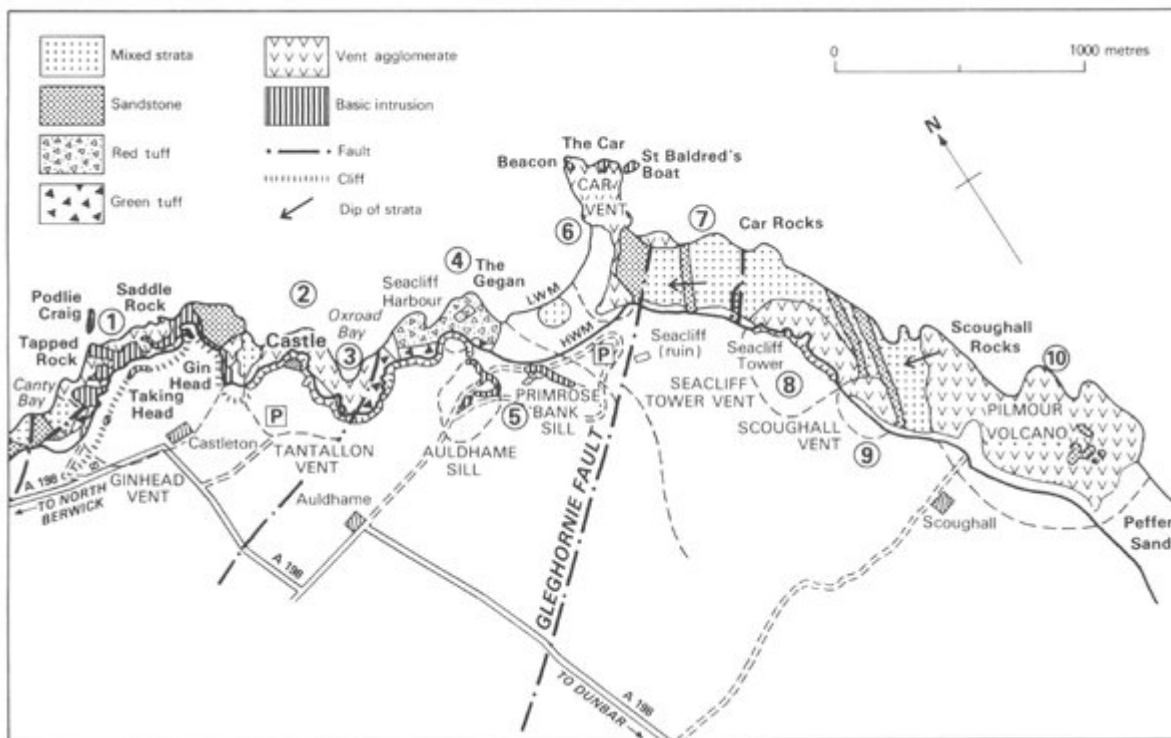 Mixed strata
Sandstone
Red tuff
Green tuff
Vent agglomerate
Basic intrusion
Fault
Cliff
Dip of strata
0
1000 metres
N
The Car
Beacon
St Baldred's
Boat
CAR
VENT
6
7
Car Rocks
4
The
Gegan
Seacliff
Harbour
LWM
HWM
2
Oxroad
Bay
3
Castle
Podlie
Craig
1
Saddle
Rock
Tapped
Rock
Canty
Bay
Gin
Head
Taking
Head
P
Castleton
A 198
TO NORTH
BERWICK
GINHEAD
VENT
TANTALLON
VENT
Auldhame
AULDHAME
SILL
5
PRIMROSE
BANK
SILL
P
Seacliff
(ruin)
Seacliff
Tower
SEACLIFF
TOWER VENT
8
SCOUGHALL
VENT
9
Scoughall
Rocks
10
PILMOUR
VOLCANO
Scoughall
Peffer
Sand
GLEGHORNIE FAULT
A 198
A 198
TO DUNBAR